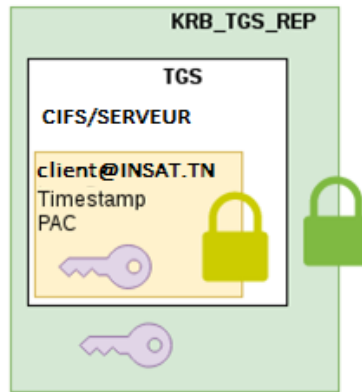 KRB_TGS_REP
TGS
CIFS/SERVEUR
client@INSAT.TN
Timestamp
PAC